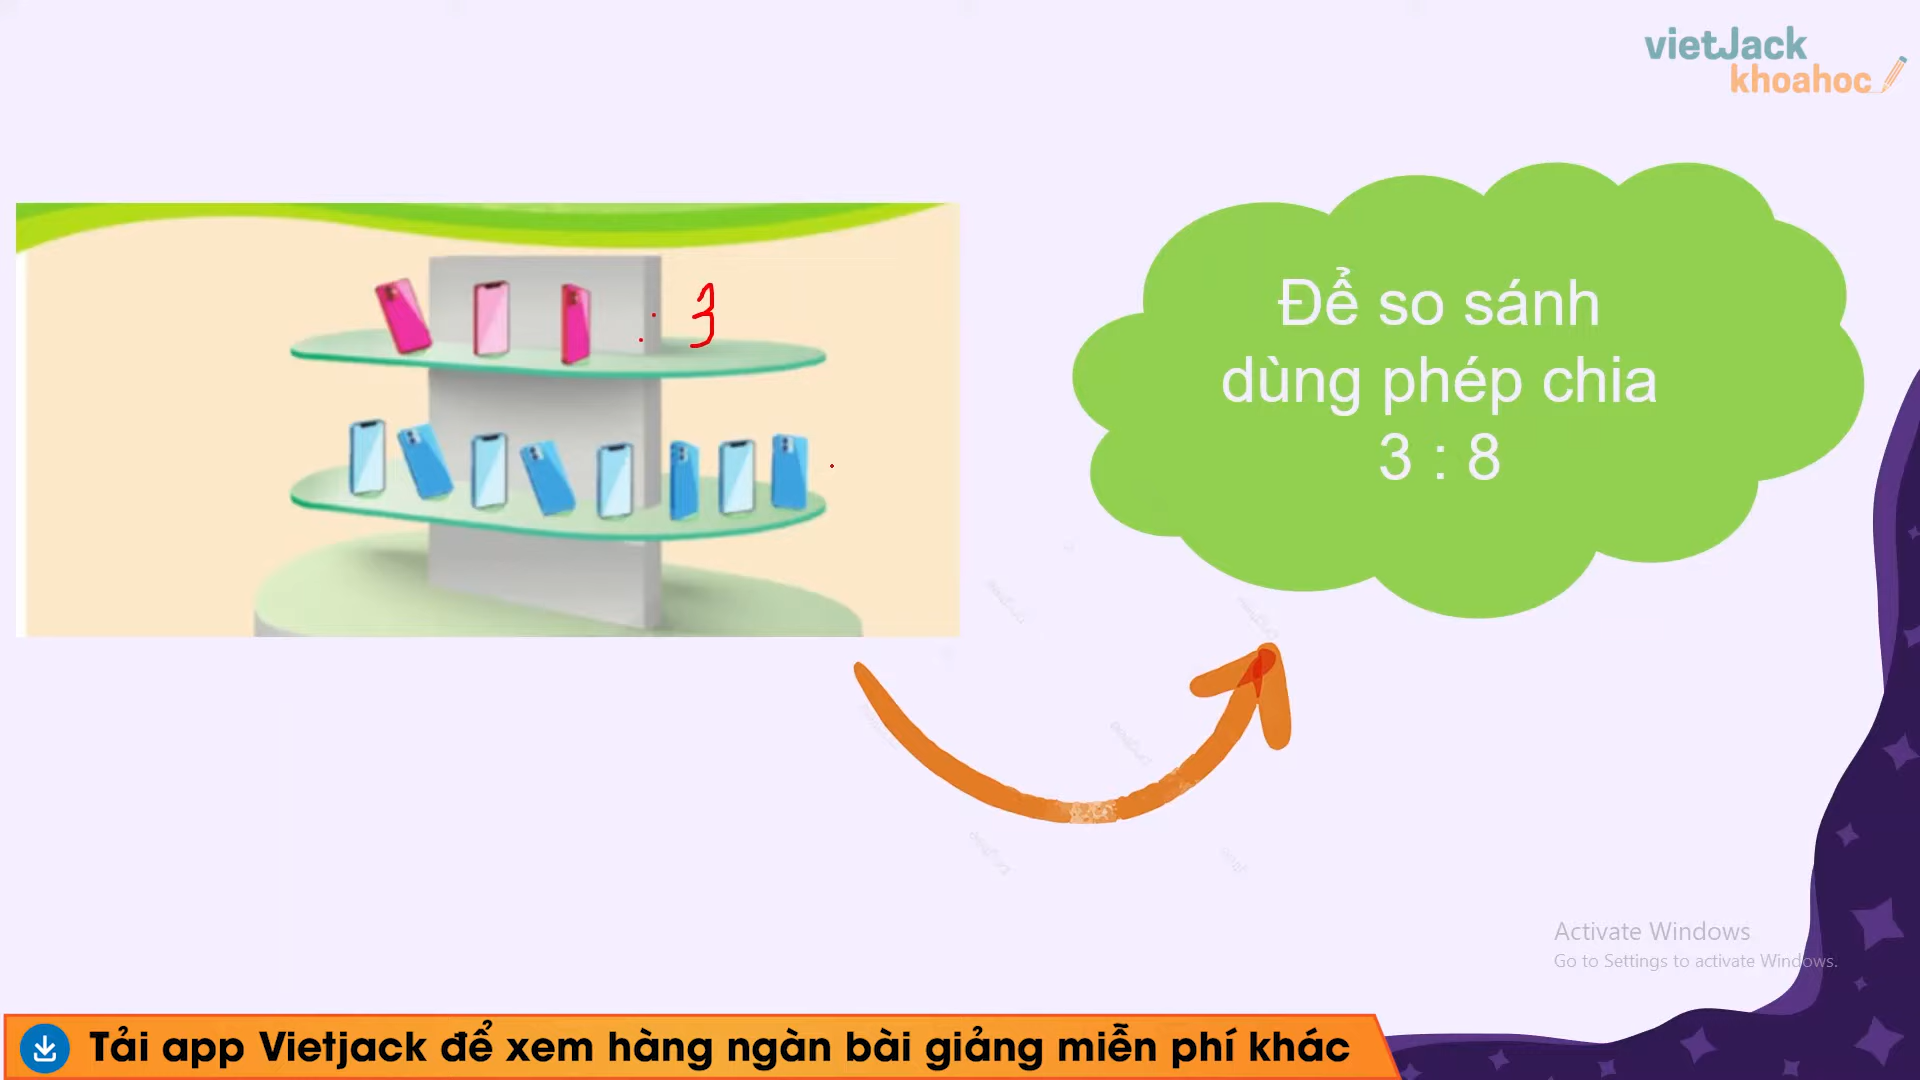 vietJack
khoahoc
3
Để so sánh
dùng phép chia
3 : 8
Activate Windows
Go to Settings to activate Windows.
Tải app Vietjack để xem hàng ngàn bài giảng miễn phí khác